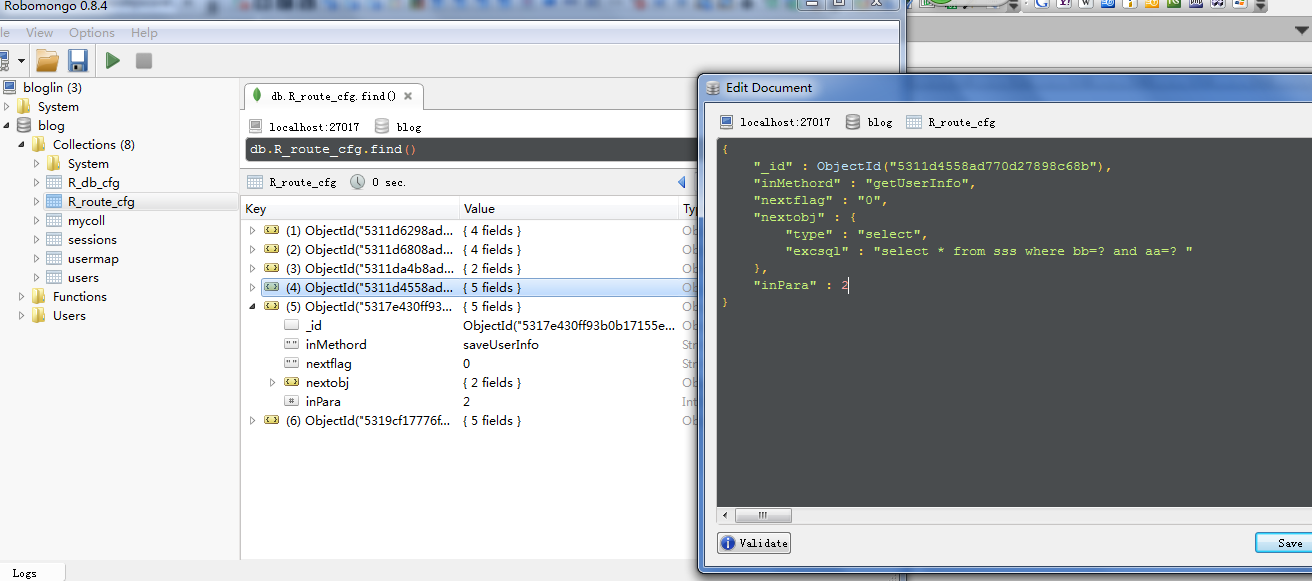 Robomongo 0.8.4
le View Options Help
bloglin (3)
System
blog
Collections (8)
System
R_db_cfg
R_route_cfg
mycoll
sessions
usermap
users
Functions
Users
Logs
db.R_route_cfg.find()
localhost:27017 blog
db.R_route_cfg.find()
R_route_cfg 0 sec.
Key Value Ty
(1) ObjectId("5311d6298ad... { 4 fields } Ob
(2) ObjectId("5311d6808ad... { 4 fields } Ob
(3) ObjectId("5311da4b8ad... { 2 fields } Ob
(4) ObjectId("5311d4558ad... { 5 fields } Ob
(5) ObjectId("5317e430ff93... { 5 fields } Ob
_id ObjectId("5317e430ff93b0b17155e... Ob
inMethord saveUserInfo Str
nextflag 0 Str
nextobj { 2 fields } Ob
inPara 2 Int
(6) ObjectId("5319cf17776f... { 5 fields } Ob
Edit Document
localhost:27017 blog R_route_cfg
{
"_id" : ObjectId("5311d4558ad770d27898c68b"),
"inMethord" : "getUserInfo",
"nextflag" : "0",
"nextobj" : {
"type" : "select",
"excsql" : "select * from sss where bb=? and aa=? "
},
"inPara" : 2
}
Validate
Save